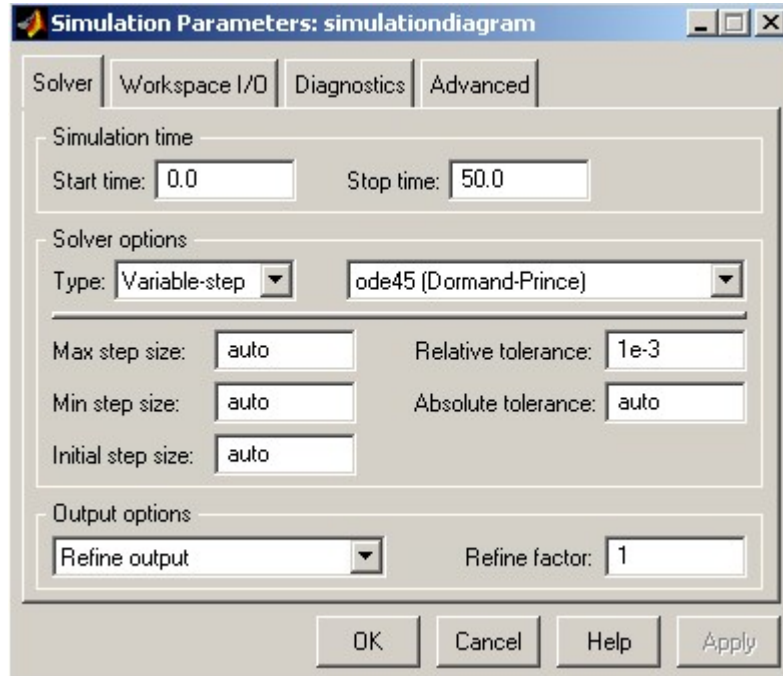 Simulation Parameters: simulationdiagram
Solver Workspace I/O Diagnostics Advanced
Simulation time
Start time: 0.0 Stop time: 50.0
Solver options
Type: Variable-step ode45 (Dormand-Prince)
Max step size: auto Relative tolerance: 1e-3
Min step size: auto Absolute tolerance: auto
Initial step size: auto
Output options
Refine output Refine factor: 1
OK Cancel Help Apply